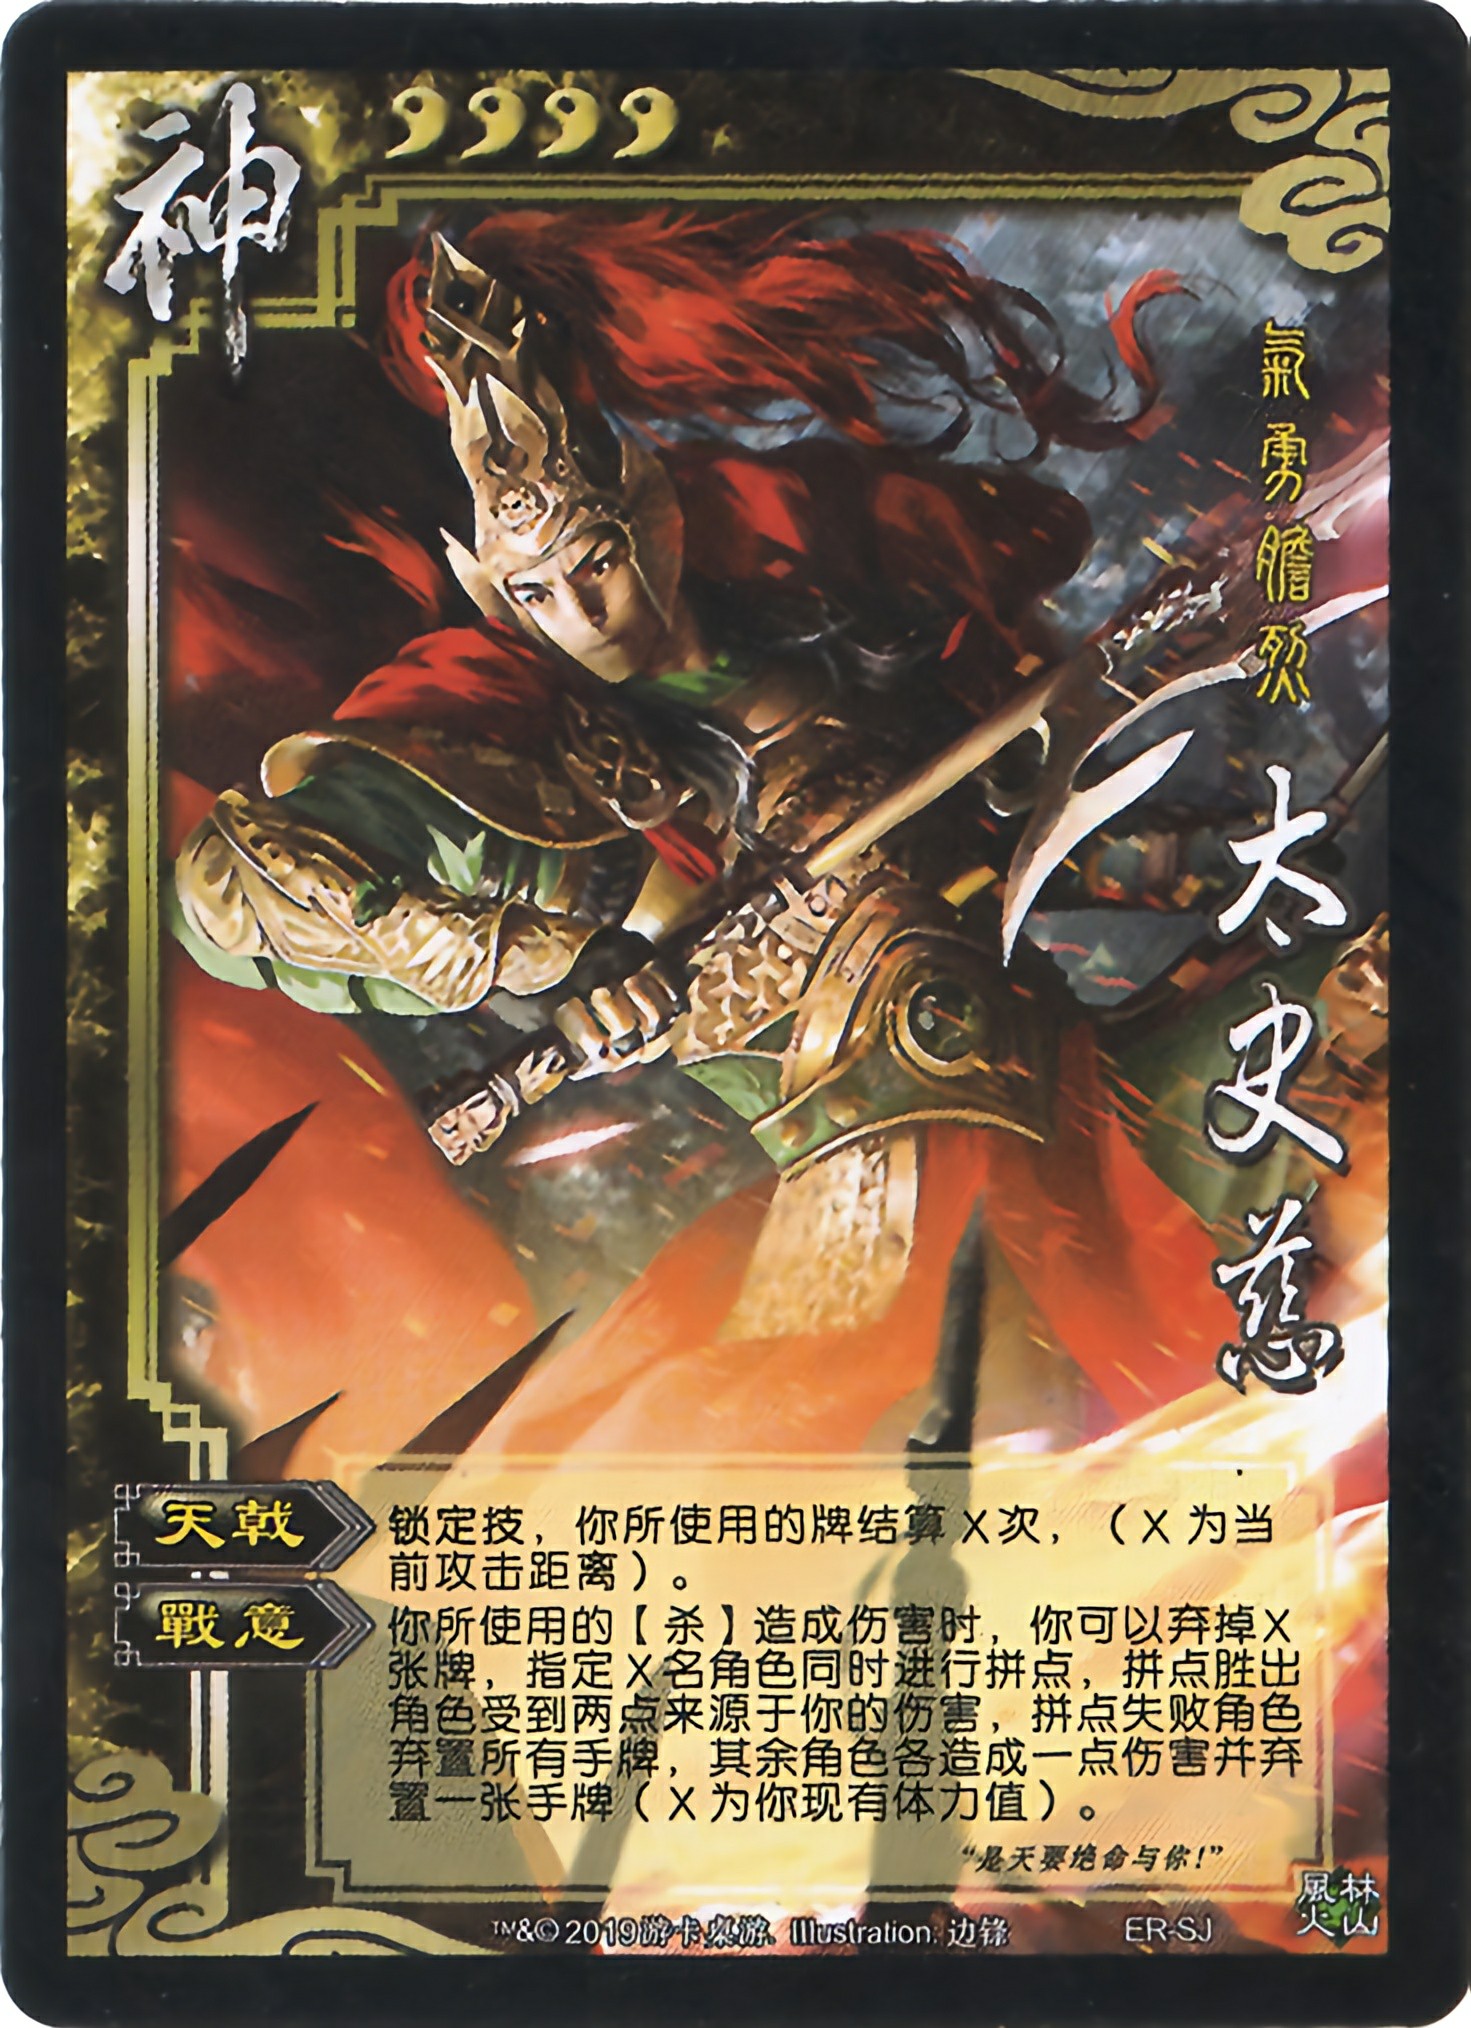 神
氣勇膽烈
太史慈
天戟
锁定技，你所使用的牌结算X次，（X为当
前攻击距离）。
戰意
你所使用的【杀】造成伤害时，你可以弃掉X
张牌，指定X名角色同时进行拼点，拼点胜出
角色受到两点来源于你的伤害，拼点失败角色
弃置所有手牌，其余角色各造成一点伤害并弃
置一张手牌（X为你现有体力值）。
“是天要绝命与你!”
™&© 2019游卡桌游. Illustration: 边锋
ER-SJ
風林
火山